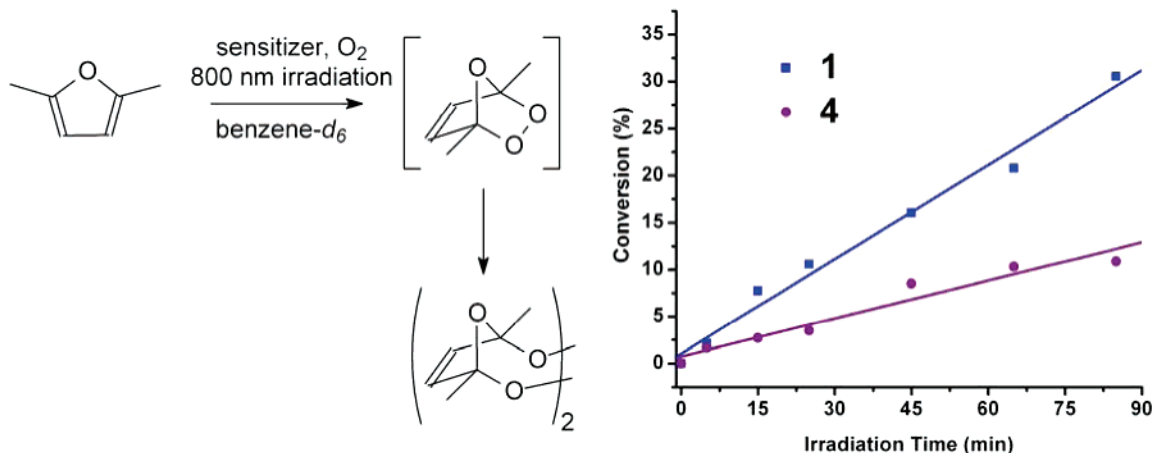 sensitizer, O2
800 nm irradiation
benzene-d6
O
O
O
O
O
O
O
2
1
4
Conversion (%)
35
30
25
20
15
10
5
0
0 15 30 45 60 75 90
Irradiation Time (min)